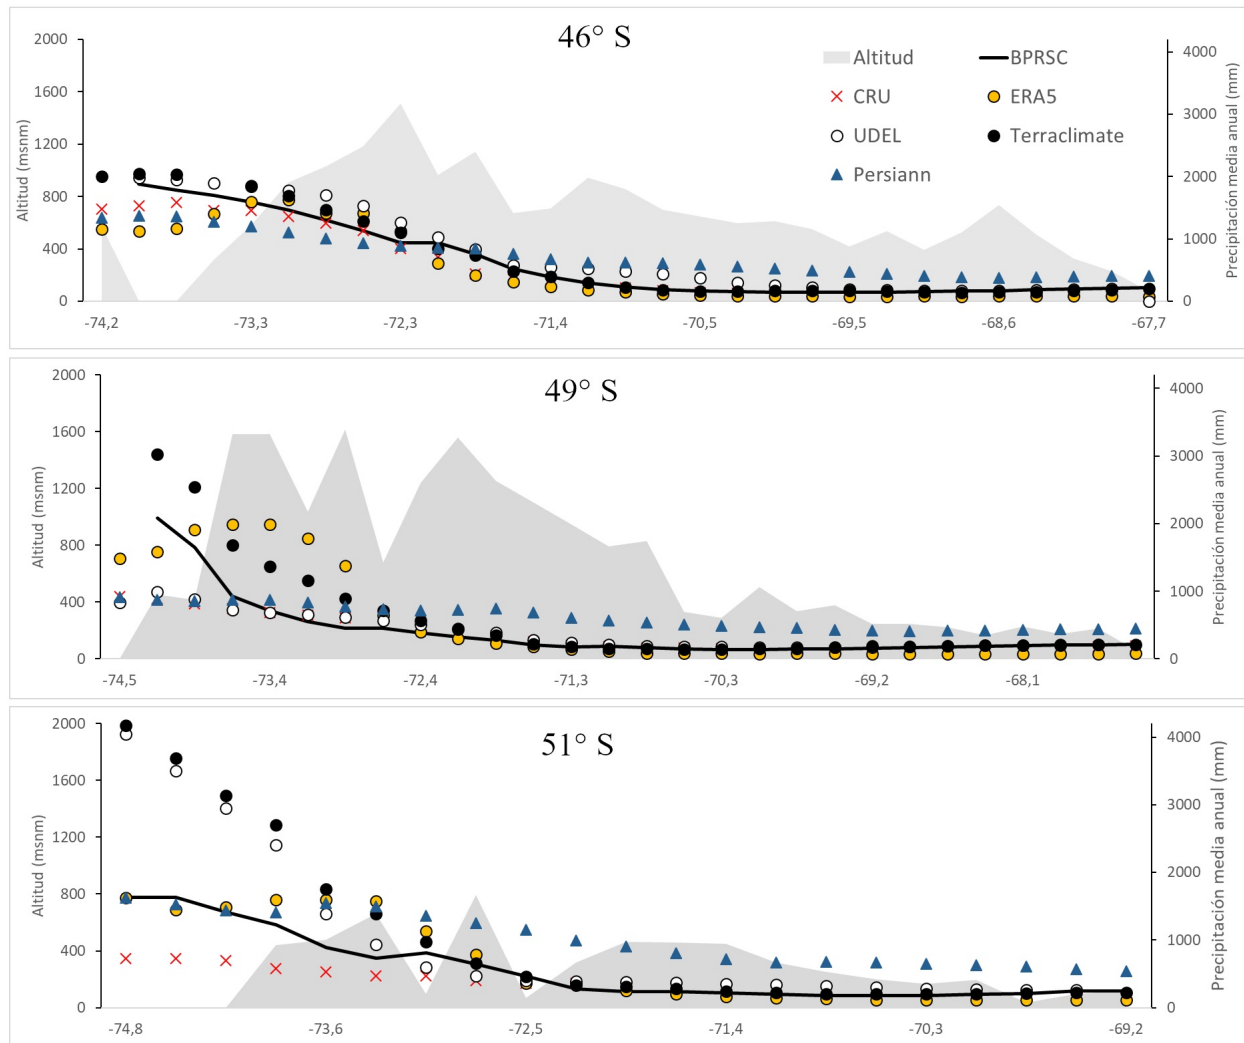 46° S
Altitud
BPRSC
CRU
ERA5
UDEL
Terraclimate
Persiann
Altitud (msnm)
2000
1600
1200
800
400
0
Precipitación media anual (mm)
4000
3000
2000
1000
0
-74,2 -73,3 -72,3 -71,4 -70,5 -69,5 -68,6 -67,7
49° S
Altitud (msnm)
2000
1600
1200
800
400
0
Precipitación media anual (mm)
4000
3000
2000
1000
0
-74,5 -73,4 -72,4 -71,3 -70,3 -69,2 -68,1
51° S
Altitud (msnm)
2000
1600
1200
800
400
0
Precipitación media anual (mm)
4000
3000
2000
1000
0
-74,8 -73,6 -72,5 -71,4 -70,3 -69,2